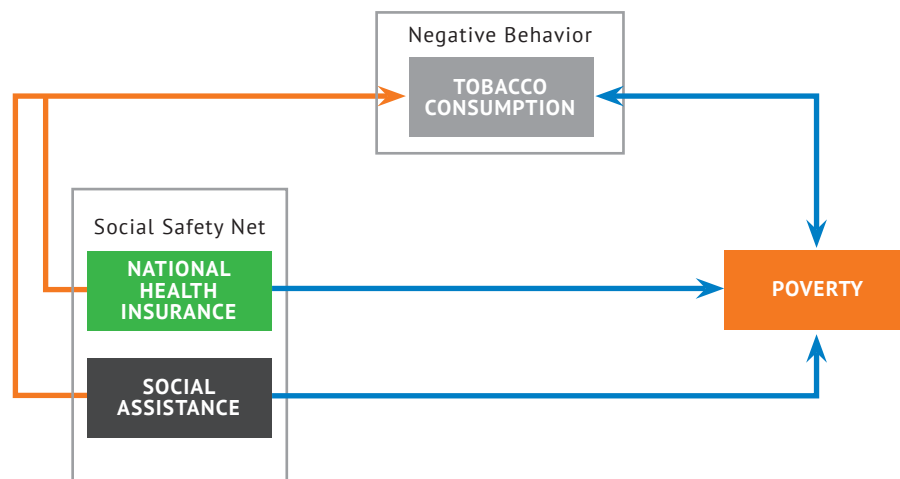 Negative Behavior
TOBACCO
CONSUMPTION
Social Safety Net
NATIONAL
HEALTH
INSURANCE
POVERTY
SOCIAL
ASSISTANCE